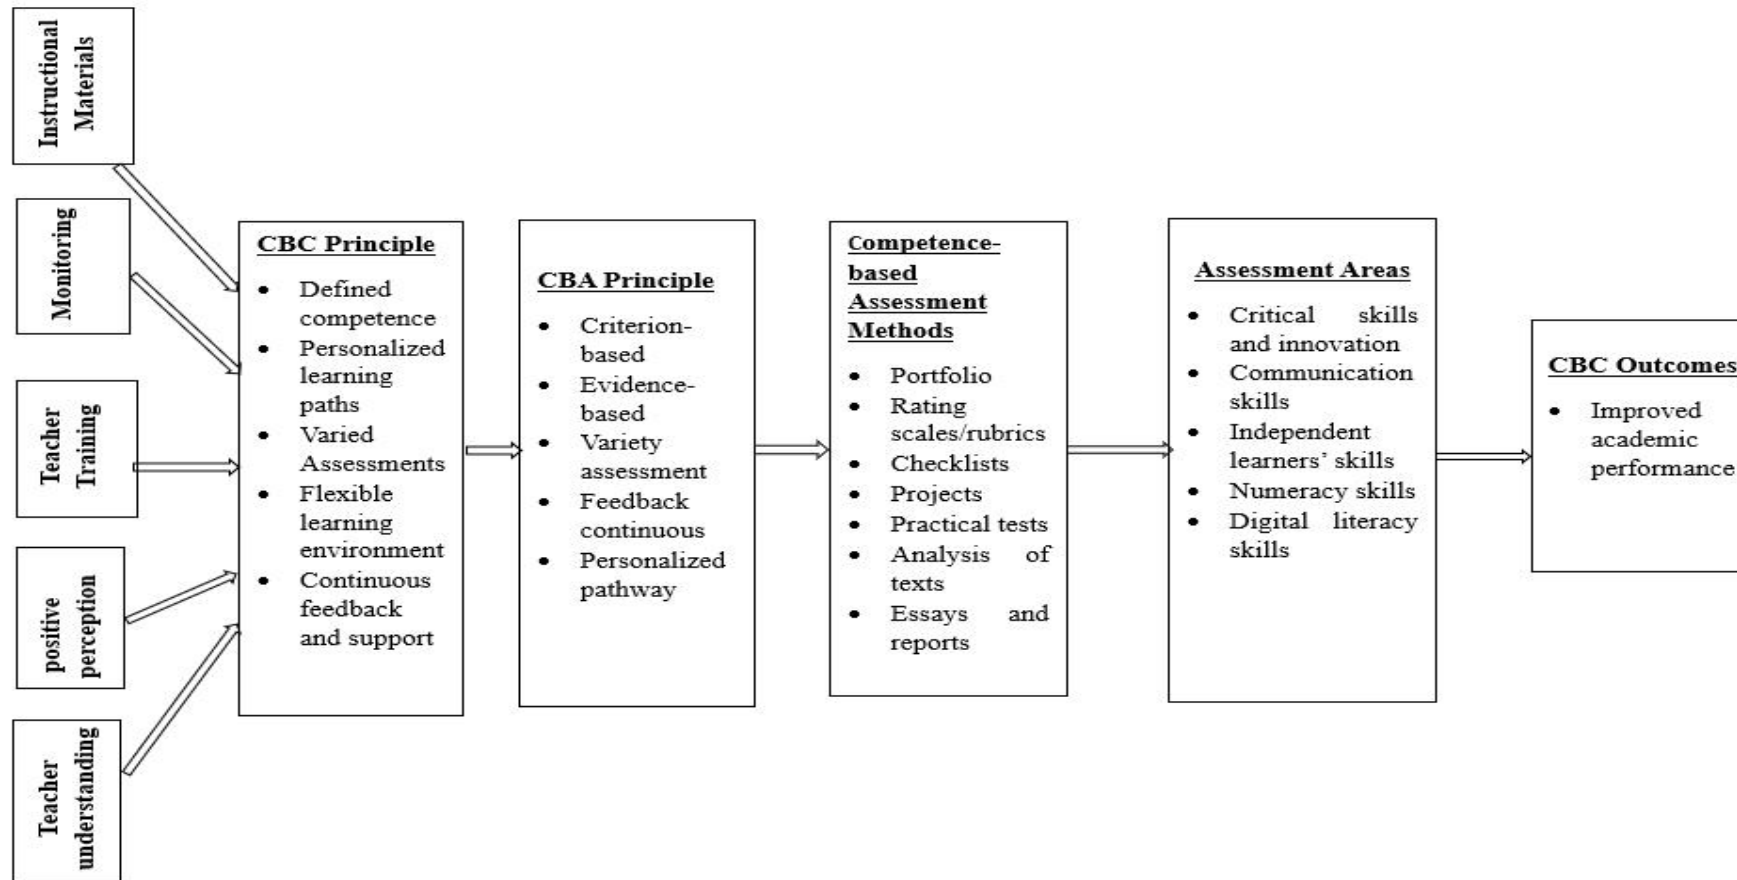 Instructional
Materials
Monitoring
Teacher
Training
positive
perception
Teacher
understanding
CBC Principle
• Defined
competence
• Personalized
learning
paths
• Varied
Assessments
• Flexible
learning
environment
• Continuous
feedback
and support
CBA Principle
• Criterion-
based
• Evidence-
based
• Variety
assessment
• Feedback
continuous
• Personalized
pathway
Competence-
based
Assessment
Methods
• Portfolio
• Rating
scales/rubrics
• Checklists
• Projects
• Practical tests
• Analysis of
texts
• Essays and
reports
Assessment Areas
• Critical skills
and innovation
• Communication
skills
• Independent
learners’ skills
• Numeracy skills
• Digital literacy
skills
CBC Outcomes
• Improved
academic
performance